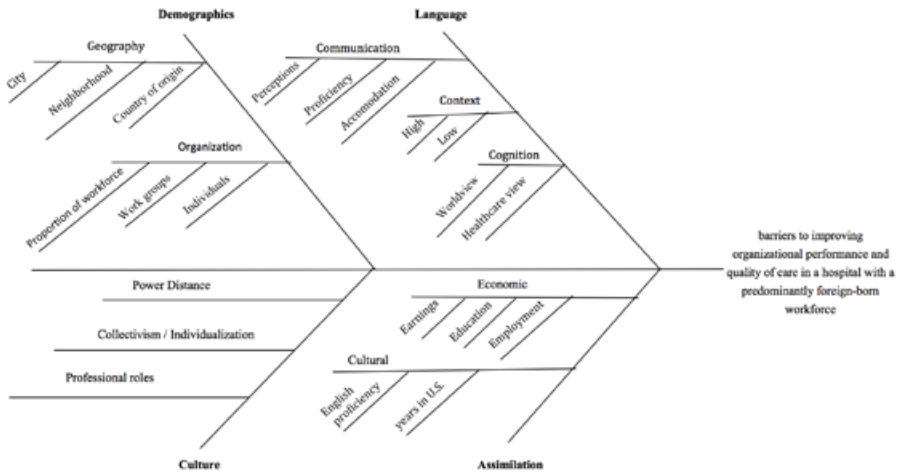 Demographics
Language
Geography
City
Neighborhood
Country of origin
Communication
Perceptions
Proficiency
Accomodation
Context
High
Low
Organization
Proportion of workforce
Work groups
Individuals
Cognition
Worldview
Healthcare view
barriers to improving
organizational performance and
quality of care in a hospital with a
predominantly foreign-born
workforce
Power Distance
Collectivism / Individualization
Professional roles
Economic
Earnings
Education
Employment
Cultural
English
proficiency
years in U.S.
Culture
Assimilation